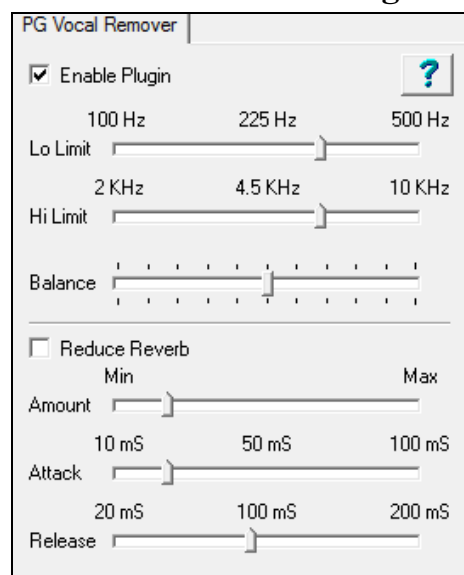 PG Vocal Remover
Enable Plugin
?
100 Hz 225 Hz 500 Hz
Lo Limit
2 KHz 4.5 KHz 10 KHz
Hi Limit
Balance
Reduce Reverb
Min Max
Amount
10 mS 50 mS 100 mS
Attack
20 mS 100 mS 200 mS
Release